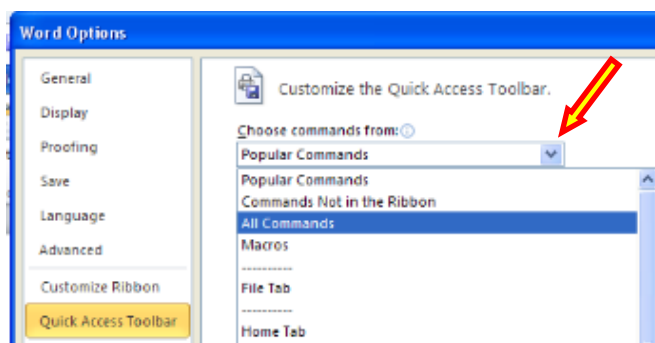 Word Options
General
Display
Proofing
Save
Language
Advanced
Customize Ribbon
Quick Access Toolbar
Customize the Quick Access Toolbar.
Choose commands from:
Popular Commands
Popular Commands
Commands Not in the Ribbon
All Commands
Macros
----------
File Tab
----------
Home Tab